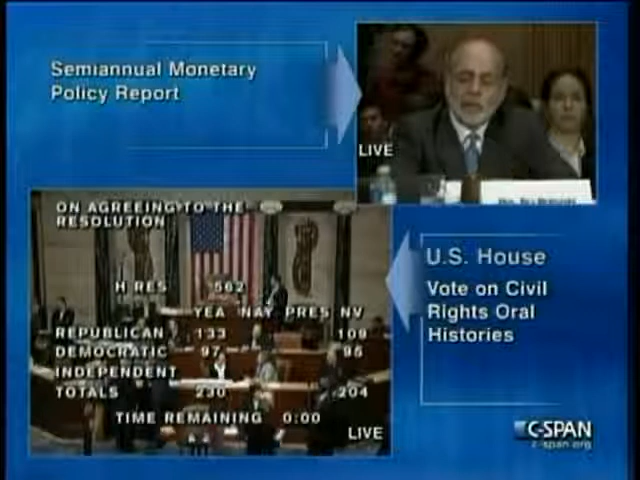 Semiannual Monetary
Policy Report
LIVE
ON AGREEING TO THE
RESOLUTION
H RES 562
YEA NAY PRES NV
REPUBLICAN 133 109
DEMOCRATIC 97 95
INDEPENDENT
TOTALS 230 204
TIME REMAINING 0:00
LIVE
U.S. House
Vote on Civil
Rights Oral
Histories
C-SPAN
c-span.org